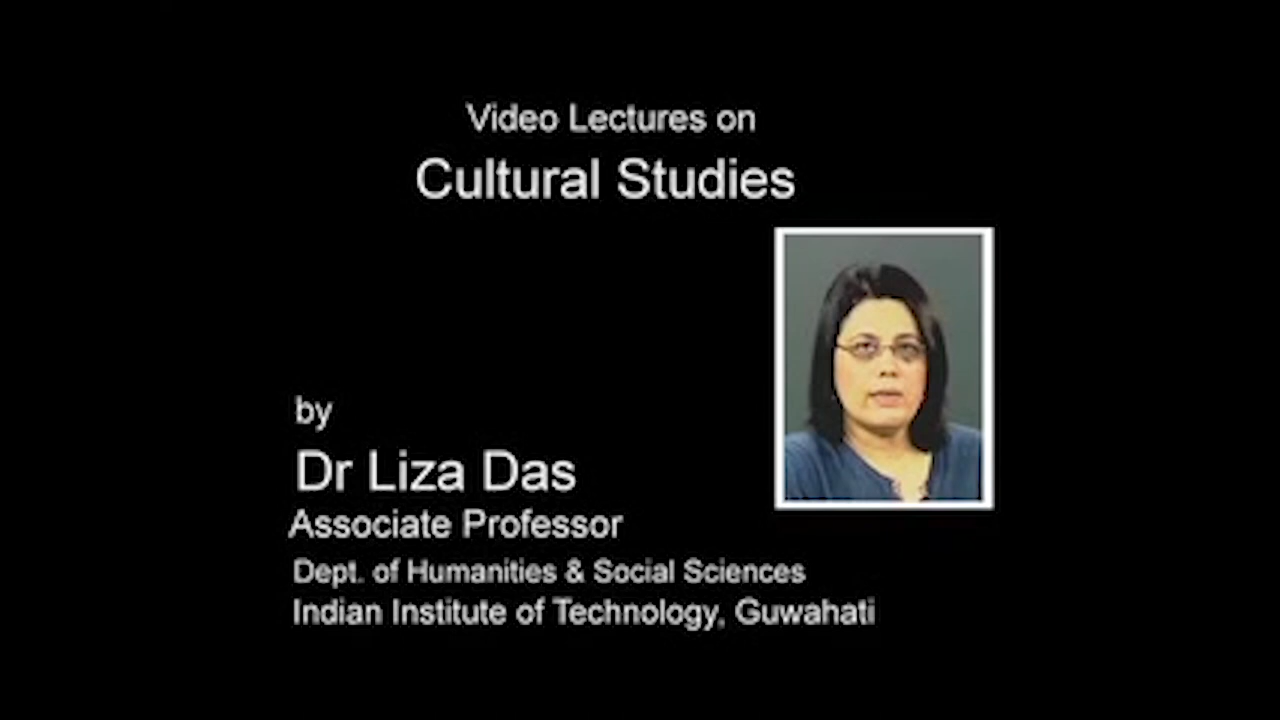 Video Lectures on
Cultural Studies
by
Dr Liza Das
Associate Professor
Dept. of Humanities & Social Sciences
Indian Institute of Technology, Guwahati